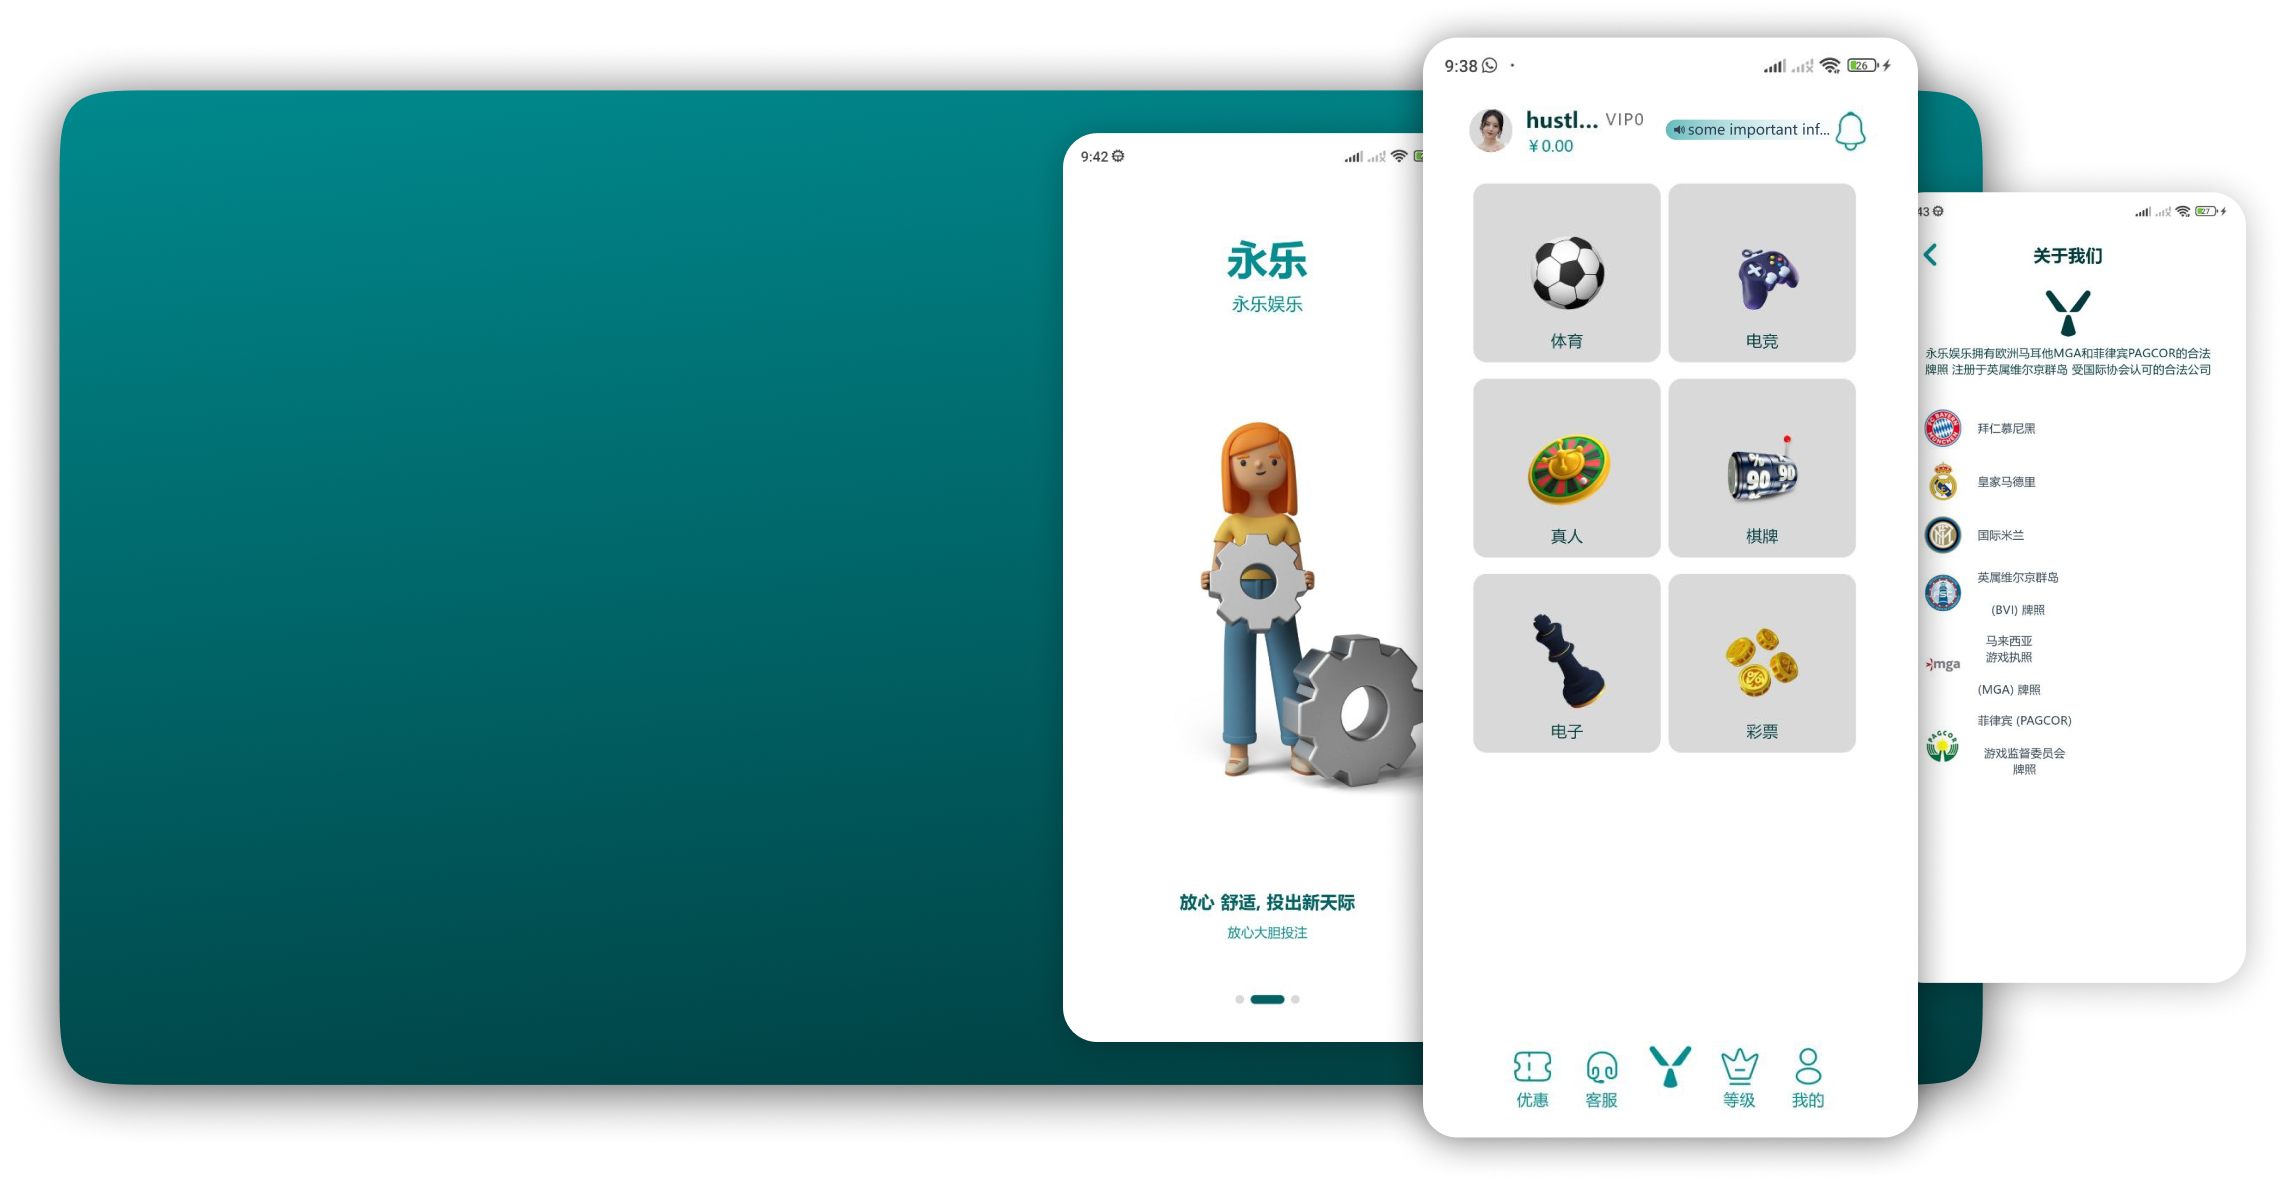 9:42
永乐
永乐娱乐
放心 舒适, 投出新天际
放心大胆投注
9:38
26
hustl... VIP0
¥0.00
some important inf...
体育
电竞
真人
棋牌
90
90
电子
彩票
优惠
客服
等级
我的
43
27
关于我们
永乐娱乐拥有欧洲马耳他MGA和菲律宾PAGCOR的合法
牌照 注册于英属维尔京群岛 受国际协会认可的合法公司
FC BAYERN
MÜNCHEN
拜仁慕尼黑
皇家马德里
国际米兰
英属维尔京群岛
(BVI) 牌照
马来西亚
游戏执照
mga
(MGA) 牌照
菲律宾 (PAGCOR)
PAGCOR
游戏监督委员会
牌照